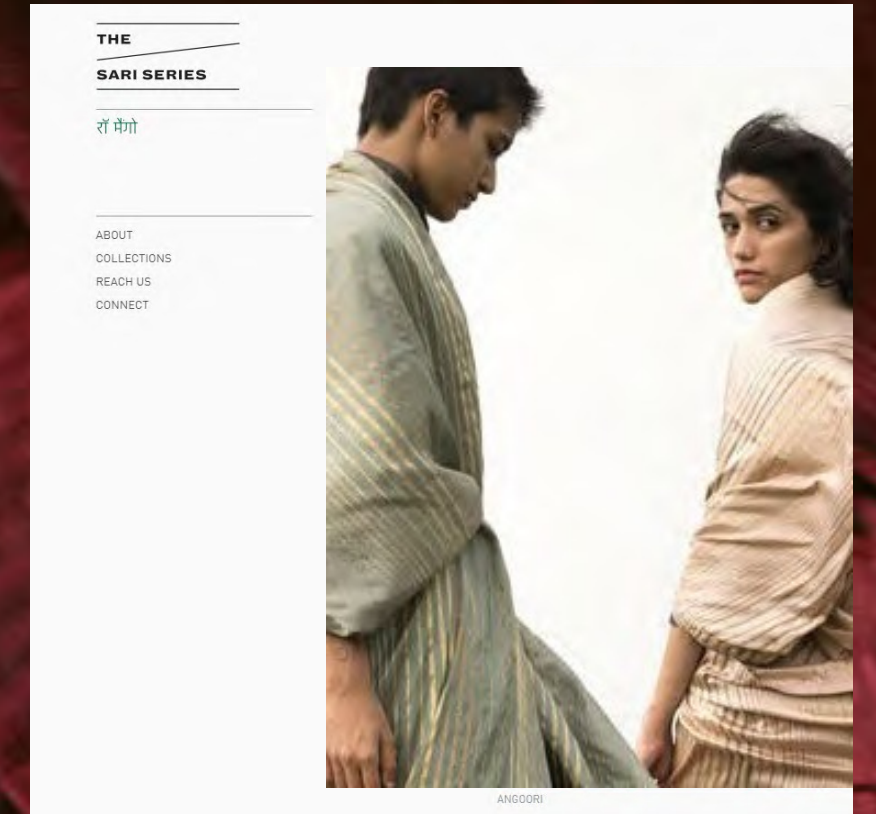 THE
SARI SERIES
रॉ मैंगो
ABOUT
COLLECTIONS
REACH US
CONNECT
ANGOORI